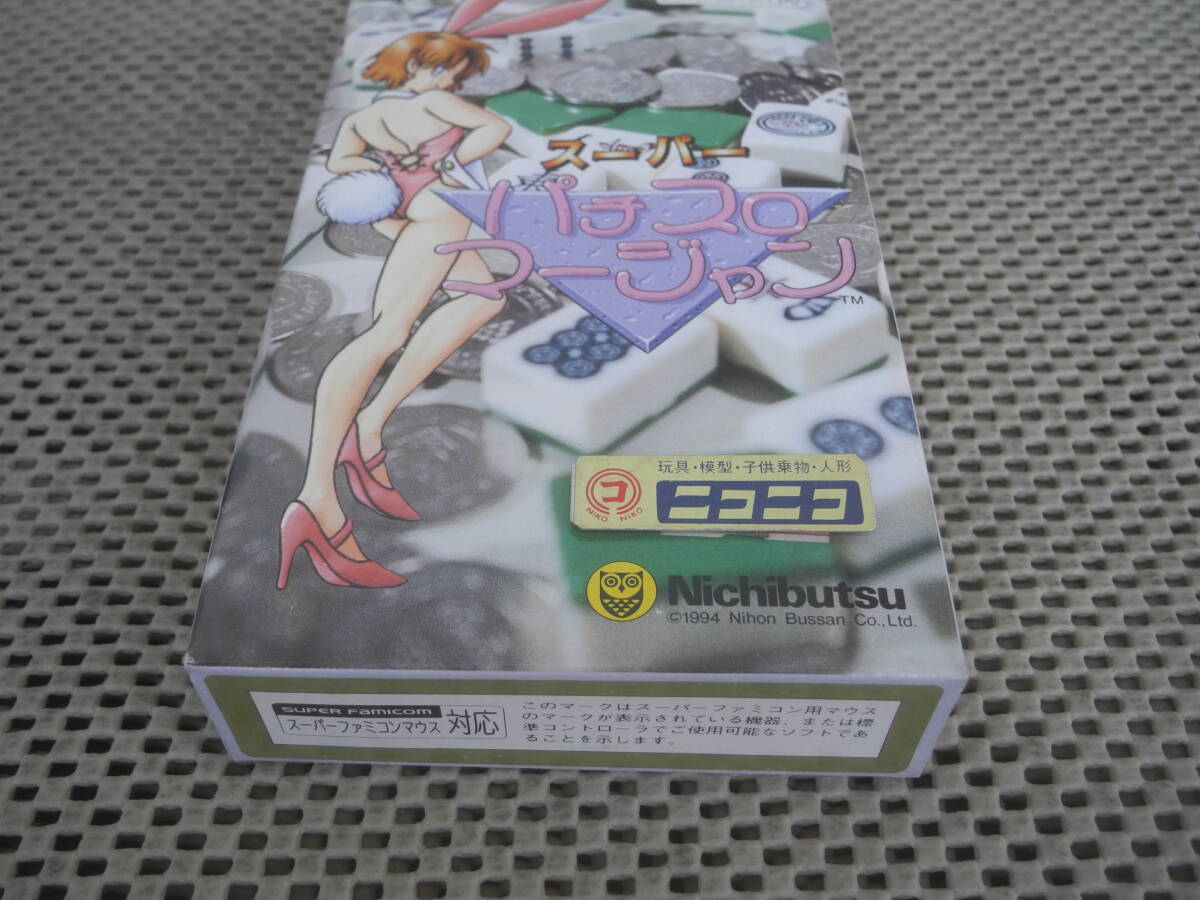 スーパー
パチスロ
マージャン
TM
玩具・模型・子供乗物・人形
コ
NIKO NIKO
ニコニコ
Nichibutsu
©1994 Nihon Bussan Co.,Ltd.
SUPER FAMICOM
スーパーファミコンマウス
対応
このマークはスーパーファミコン用マウス
のマークが表示されている機器、または標
準コントローラでご使用可能なソフトであ
ることを示します。